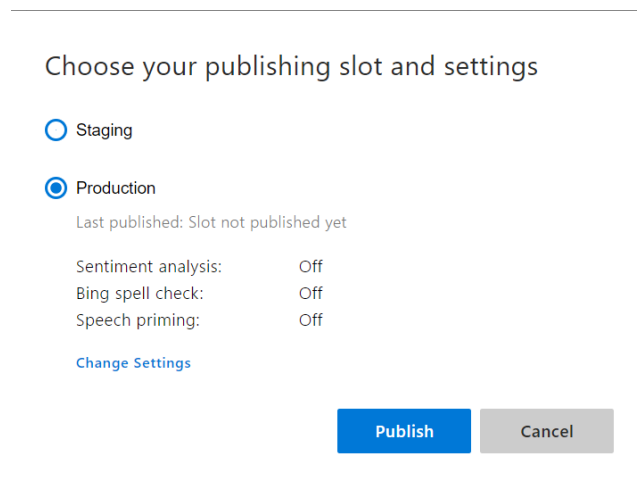 Choose your publishing slot and settings
Staging
Production
Last published: Slot not published yet
Sentiment analysis: Off
Bing spell check: Off
Speech priming: Off
Change Settings
Publish Cancel